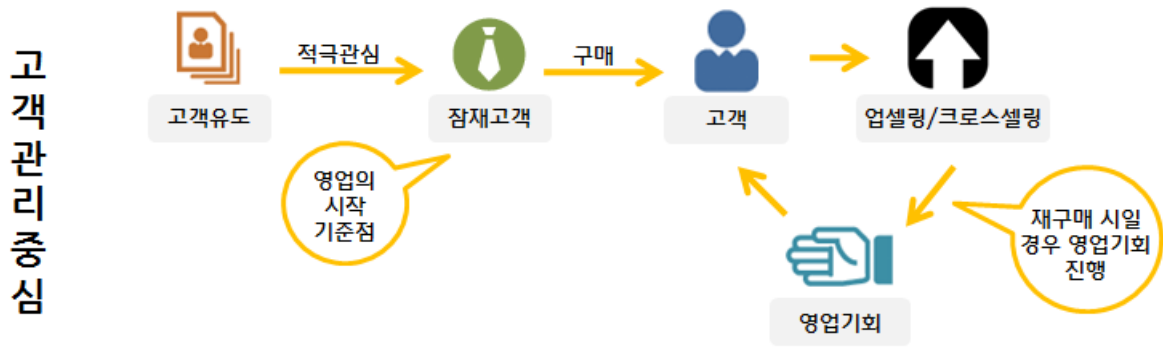 고객관리중심
적극관심
구매
고객유도
잠재고객
고객
업셀링/크로스셀링
영업의
시작
기준점
재구매 시일
경우 영업기회
진행
영업기회